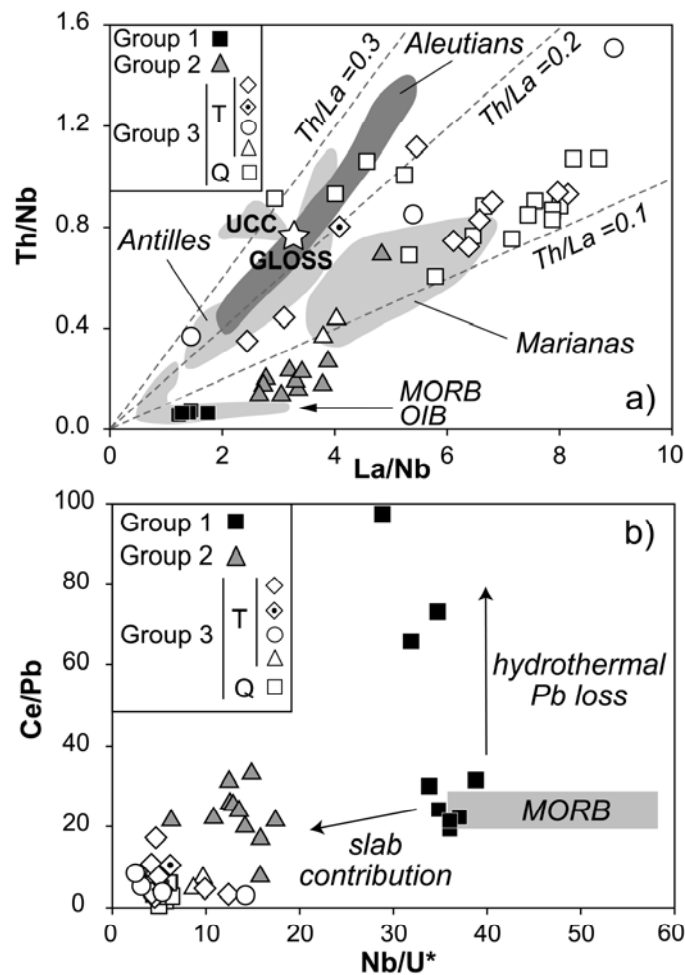 1.6
1.2
0.8
0.4
0.0
Th/Nb
Group 1
Group 2
Group 3
T
Q
Th/La =0.3
Aleutians
Th/La =0.2
UCC
GLOSS
Antilles
Th/La =0.1
Marianas
MORB
OIB
a)
0 2 4 6 8 10
La/Nb
100
80
60
40
20
0
Ce/Pb
Group 1
Group 2
Group 3
T
Q
b)
hydrothermal
Pb loss
MORB
slab
contribution
0 10 20 30 40 50 60
Nb/U*